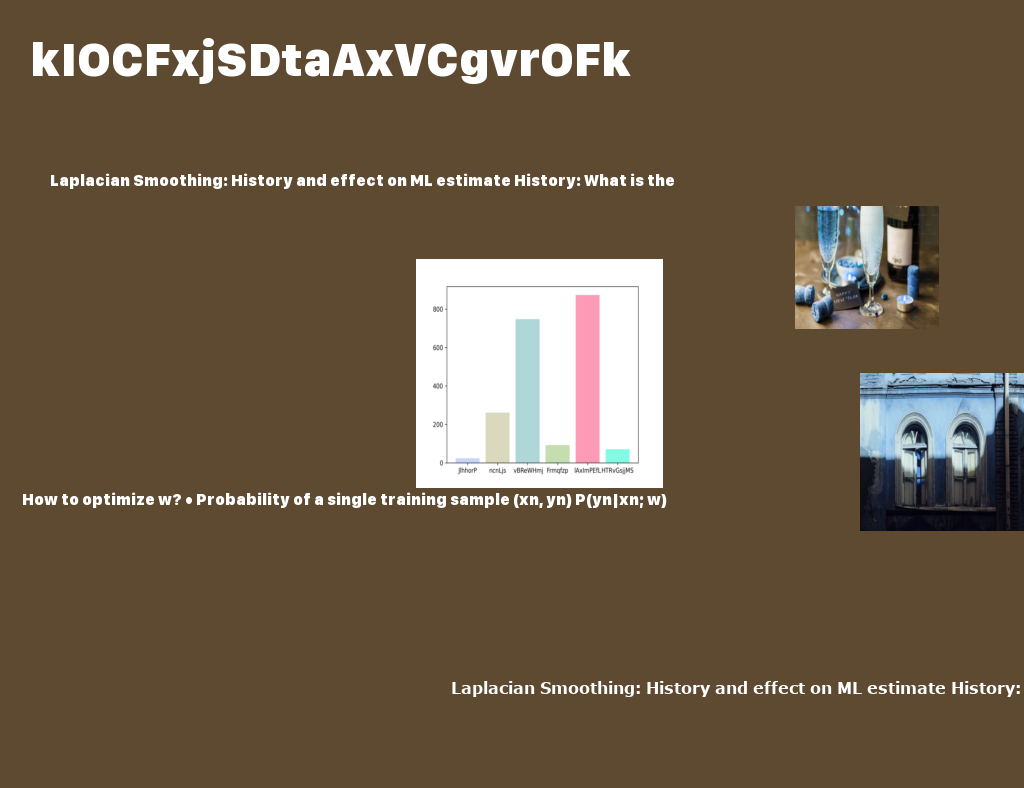 kIOCFxjSDtaAxVCgvrOFk
Laplacian Smoothing: History and effect on ML estimate History: What is the
800
600
400
200
0
JhhorP ncnLjs vBReWHmj Frmqfzp lAxImPEfL HTRvGsjjMS
How to optimize w? • Probability of a single training sample (xn, yn) P(yn|xn; w)
Laplacian Smoothing: History and effect on ML estimate History: